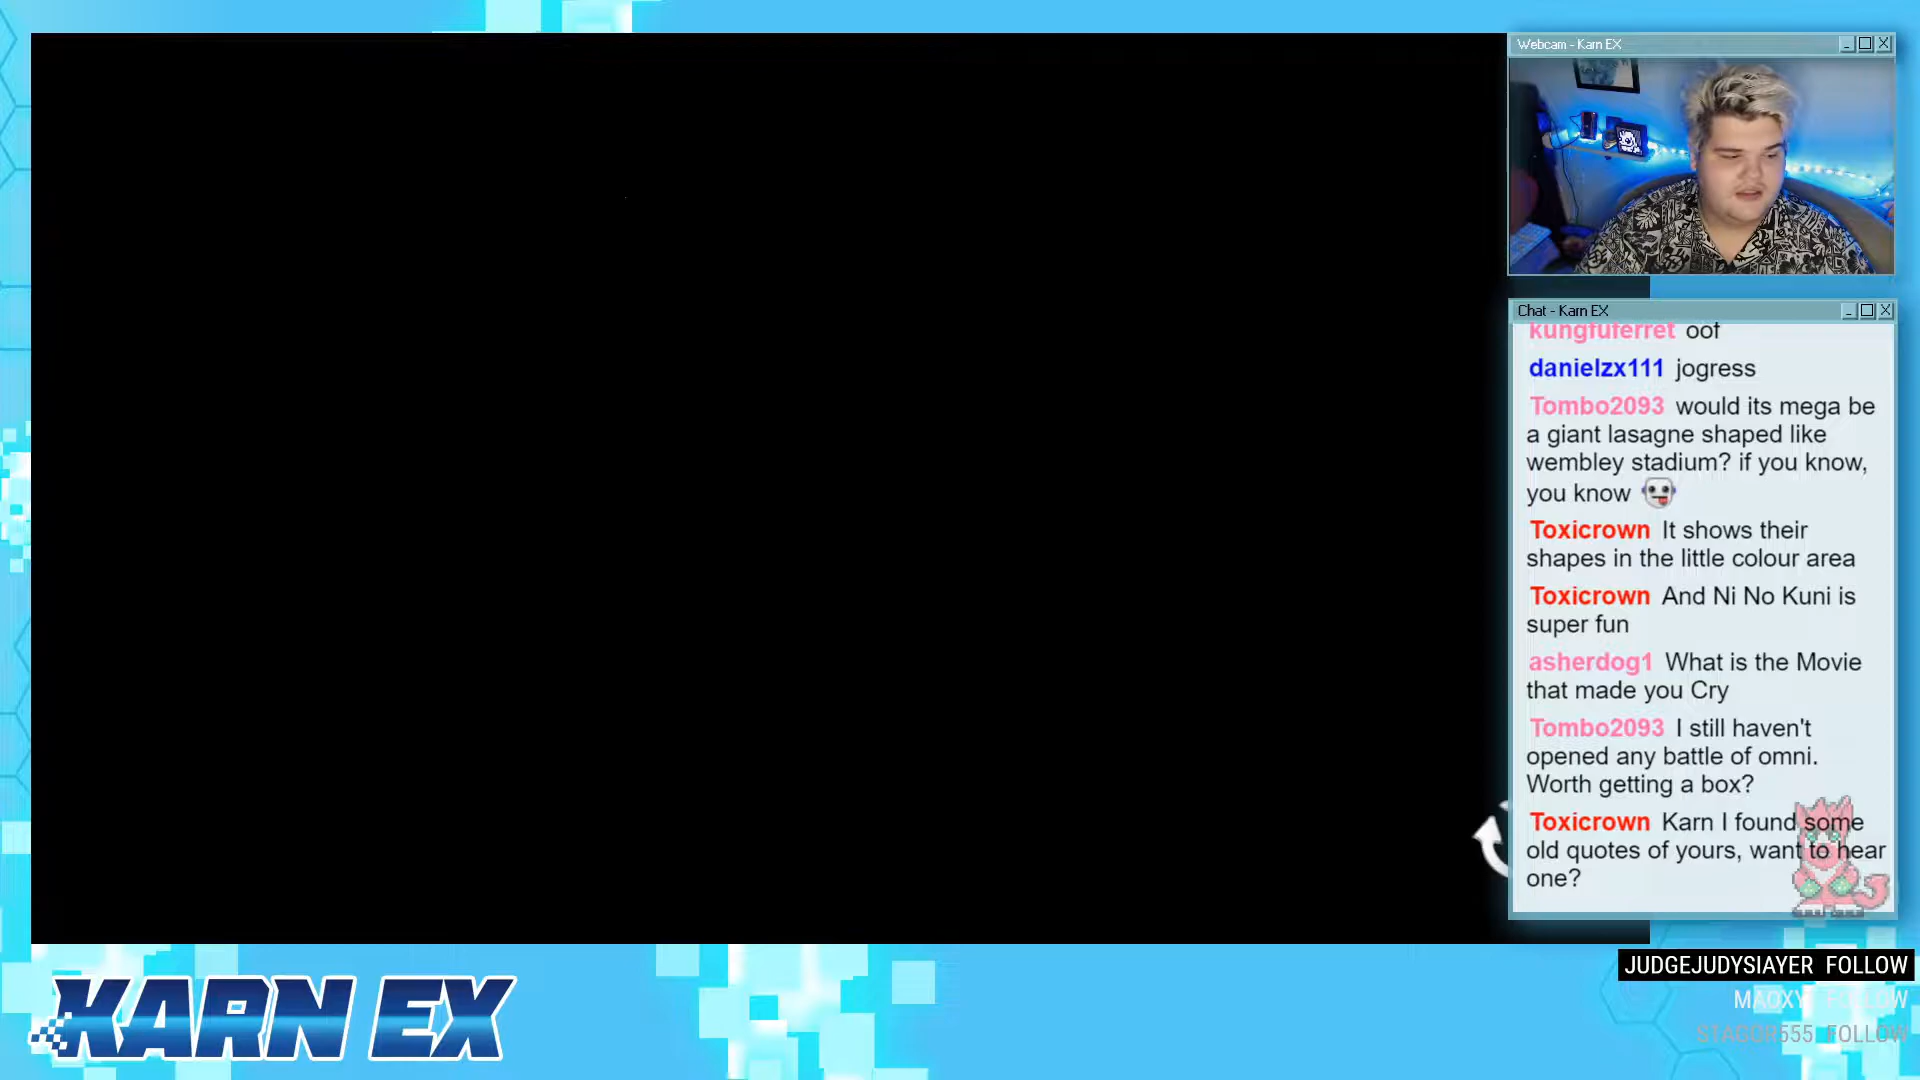 Webcam - Karn EX
Chat - Karn EX
kungfuferret oof
danielzx111 jogress
Tombo2093 would its mega be
a giant lasagne shaped like
wembley stadium? if you know,
you know
Toxicrown It shows their
shapes in the little colour area
Toxicrown And Ni No Kuni is
super fun
asherdog1 What is the Movie
that made you Cry
Tombo2093 I still haven't
opened any battle of omni.
Worth getting a box?
Toxicrown Karn I found some
old quotes of yours, want to hear
one?
KARN EX
JUDGEJUDYSIAYER FOLLOW
MAOXY FOLLOW
STAGOR555 FOLLOW